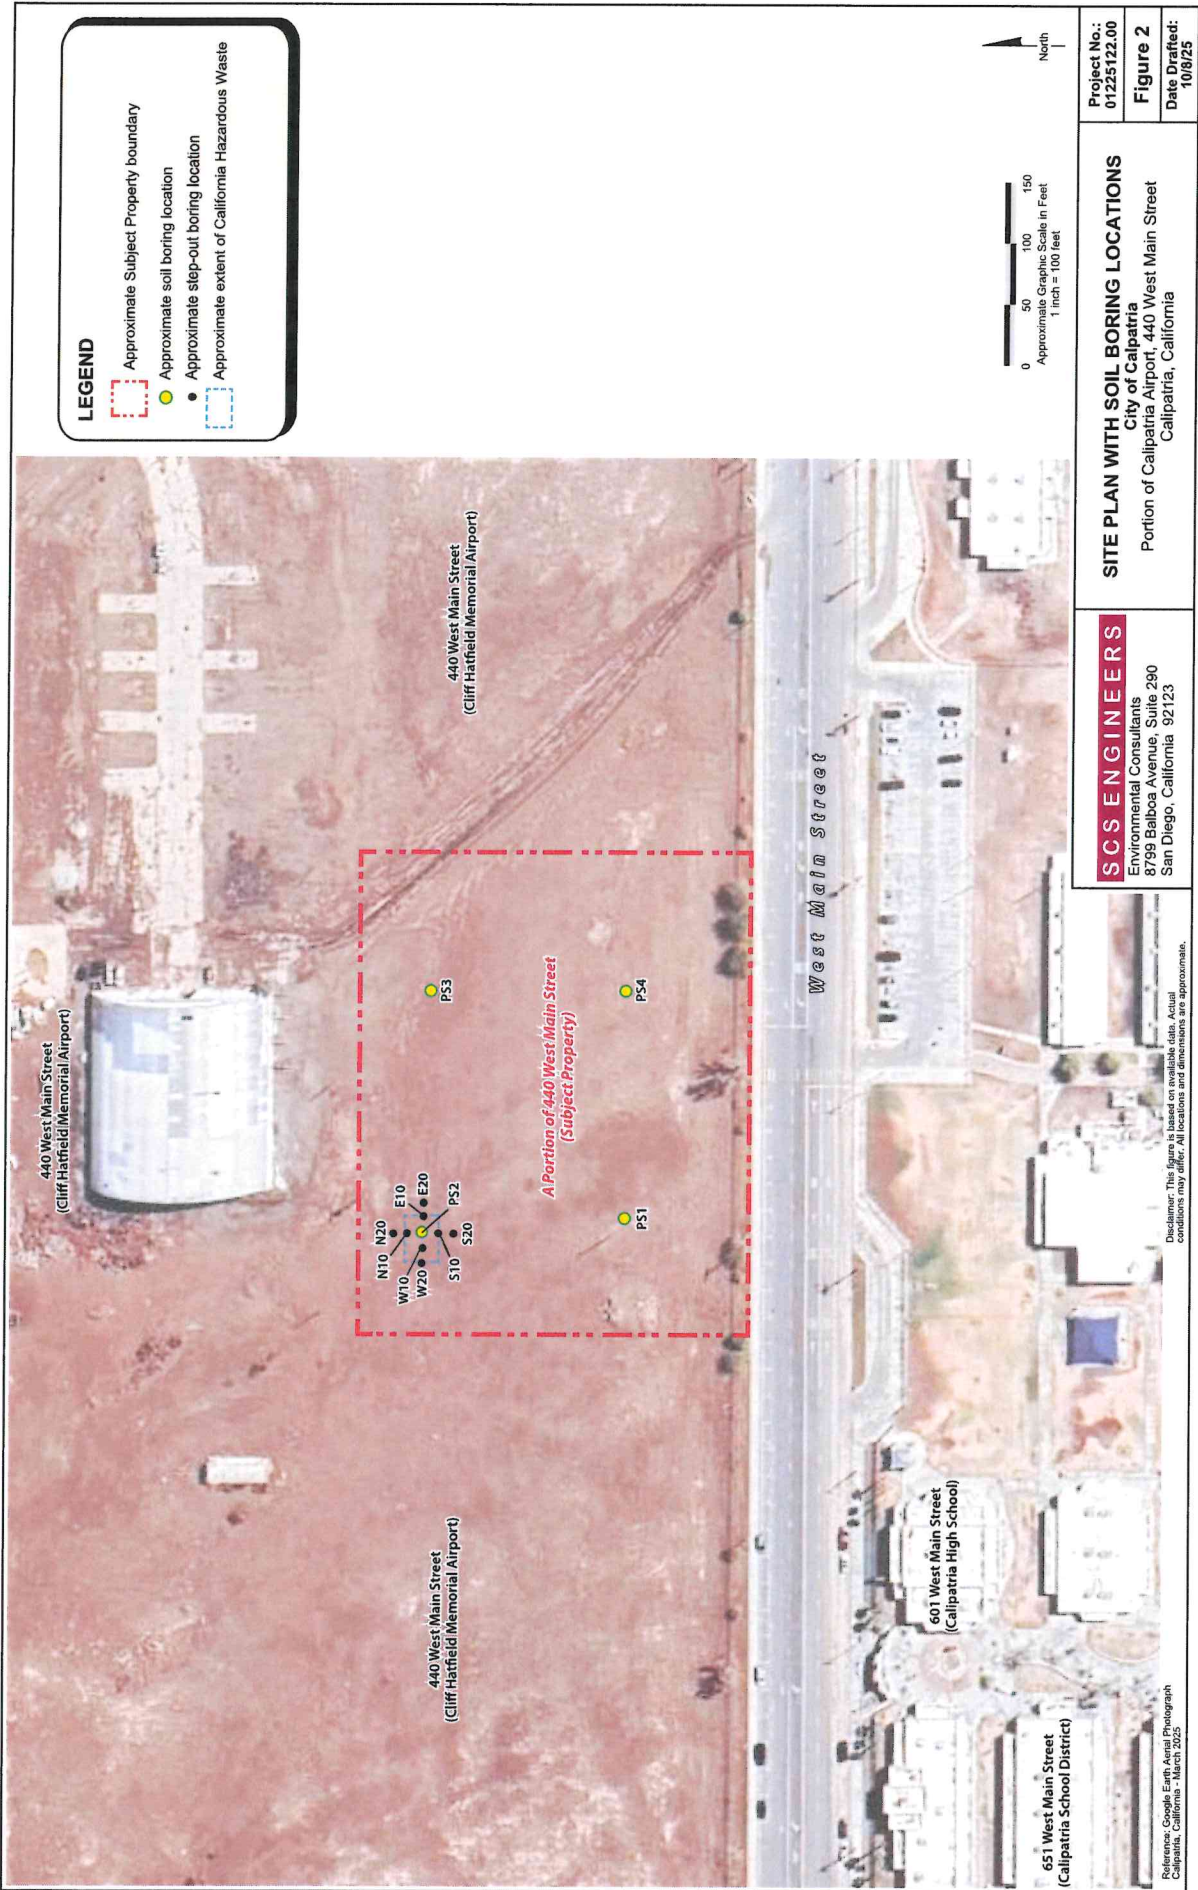 LEGEND
Approximate Subject Property boundary
Approximate soil boring location
Approximate step-out boring location
Approximate extent of California Hazardous Waste
440 West Main Street
(Cliff Hatfield Memorial Airport)
440 West Main Street
(Cliff Hatfield Memorial Airport)
440 West Main Street
(Cliff Hatfield Memorial Airport)
N10
N20
W10
E10
W20
E20
PS2
S10
S20
PS3
A Portion of 440 West Main Street
(Subject Property)
PS1
PS4
West Main Street
601 West Main Street
(Calipatria High School)
651 West Main Street
(Calipatria School District)
North
0 50 100 150
Approximate Graphic Scale in Feet
1 inch = 100 feet
Reference: Google Earth Aerial Photograph
Calipatria, California - March 2025
Disclaimer: This figure is based on available data. Actual
conditions may differ. All locations and dimensions are approximate.
SCS ENGINEERS
Environmental Consultants
8799 Balboa Avenue, Suite 290
San Diego, California 92123
SITE PLAN WITH SOIL BORING LOCATIONS
City of Calpatria
Portion of Calipatria Airport, 440 West Main Street
Calipatria, California
Project No.:
01225122.00
Figure 2
Date Drafted:
10/8/25